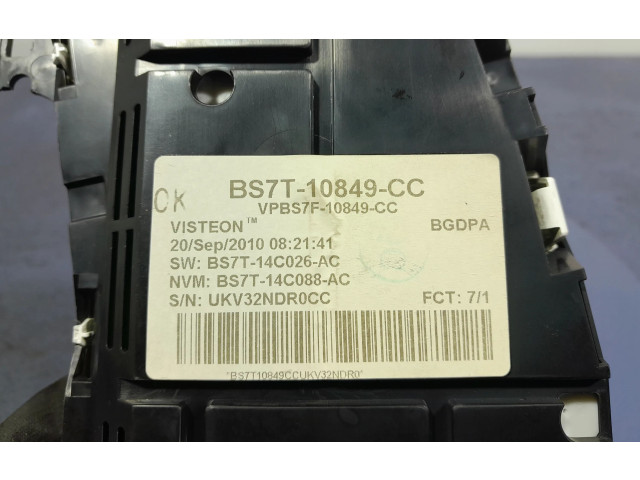 BS7T-10849-CC
VPBS7F-10849-CC
OK
VISTEON™ BGDPA
20/Sep/2010 08:21:41
SW: BS7T-14C026-AC
NVM: BS7T-14C088-AC
S/N: UKV32NDR0CC FCT: 7/1
*BS7T10849CCUKV32NDR0*